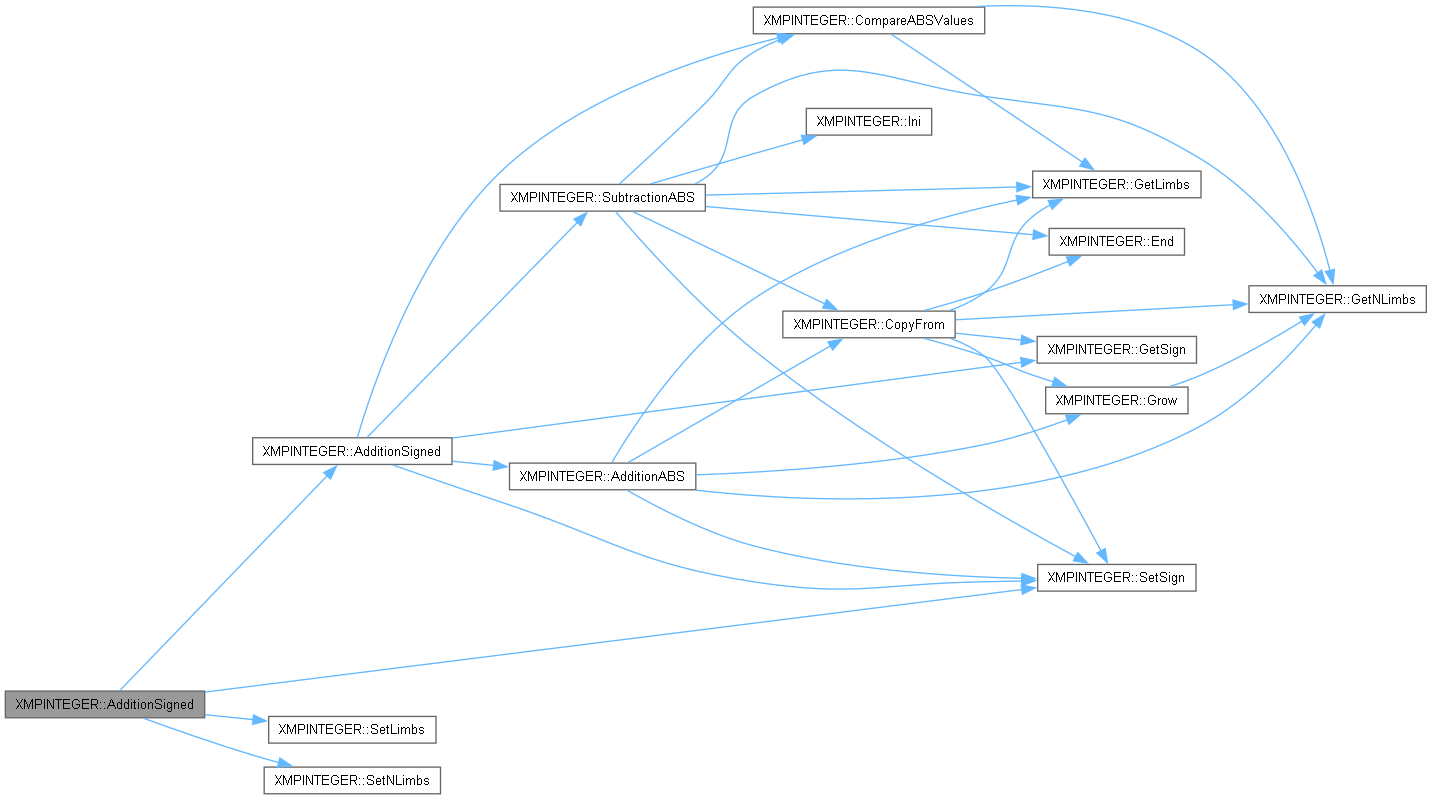 XMPINTEGER::CompareABSValues
XMPINTEGER::Ini
XMPINTEGER::GetLimbs
XMPINTEGER::SubtractionABS
XMPINTEGER::End
XMPINTEGER::GetNLimbs
XMPINTEGER::CopyFrom
XMPINTEGER::GetSign
XMPINTEGER::Grow
XMPINTEGER::AdditionSigned
XMPINTEGER::AdditionABS
XMPINTEGER::SetSign
XMPINTEGER::AdditionSigned
XMPINTEGER::SetLimbs
XMPINTEGER::SetNLimbs